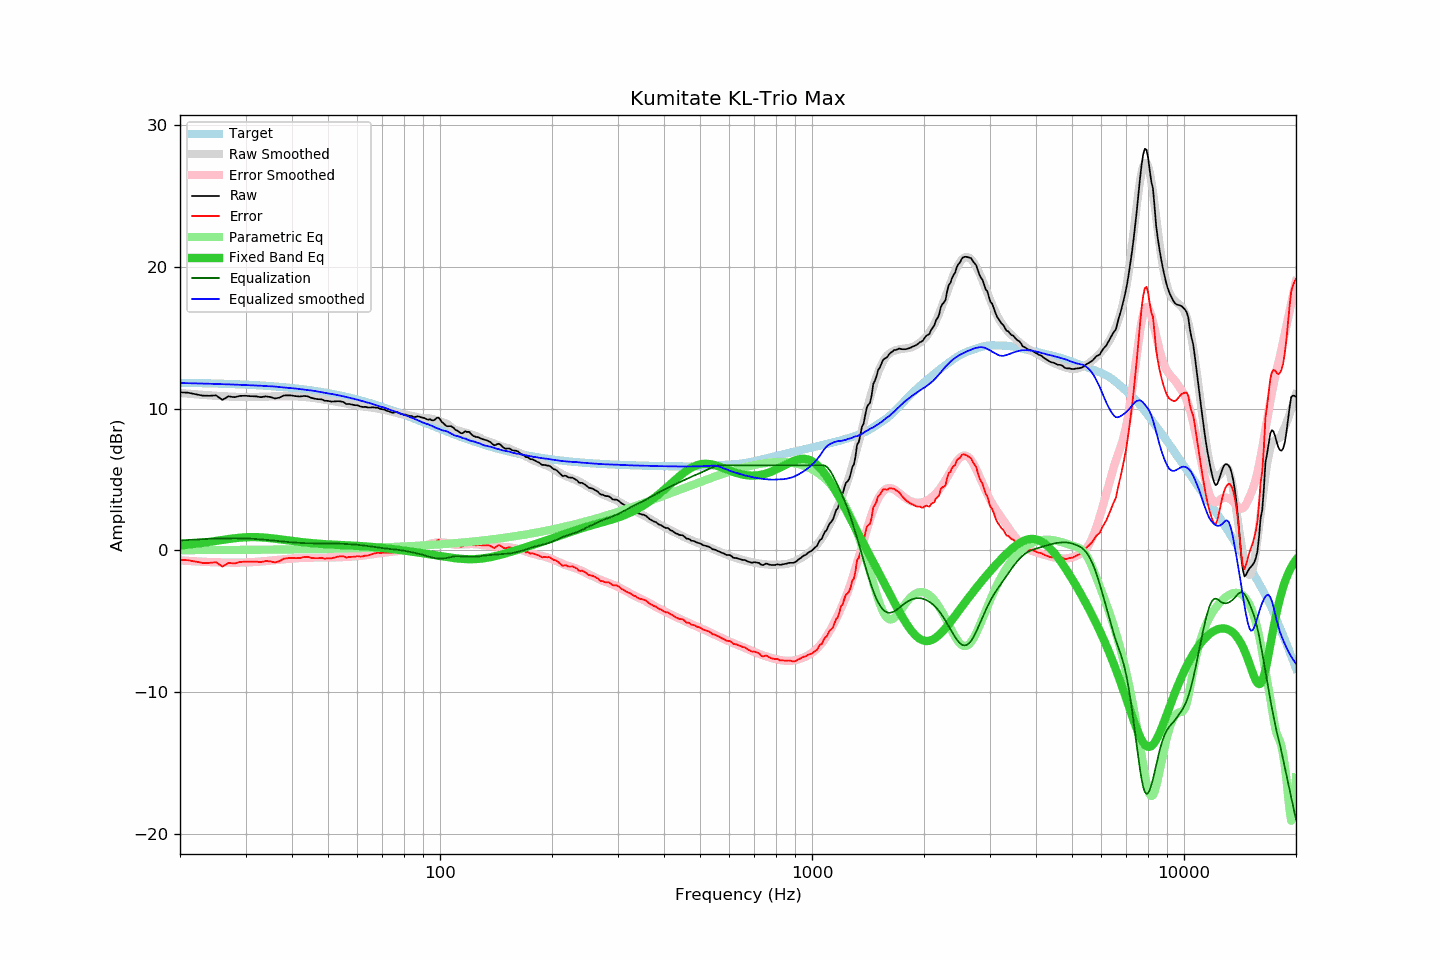 Kumitate KL-Trio Max
Target
Raw Smoothed
Error Smoothed
Raw
Error
Parametric Eq
Fixed Band Eq
Equalization
Equalized smoothed
30
20
10
0
−10
−20
Amplitude (dBr)
100
1000
10000
Frequency (Hz)